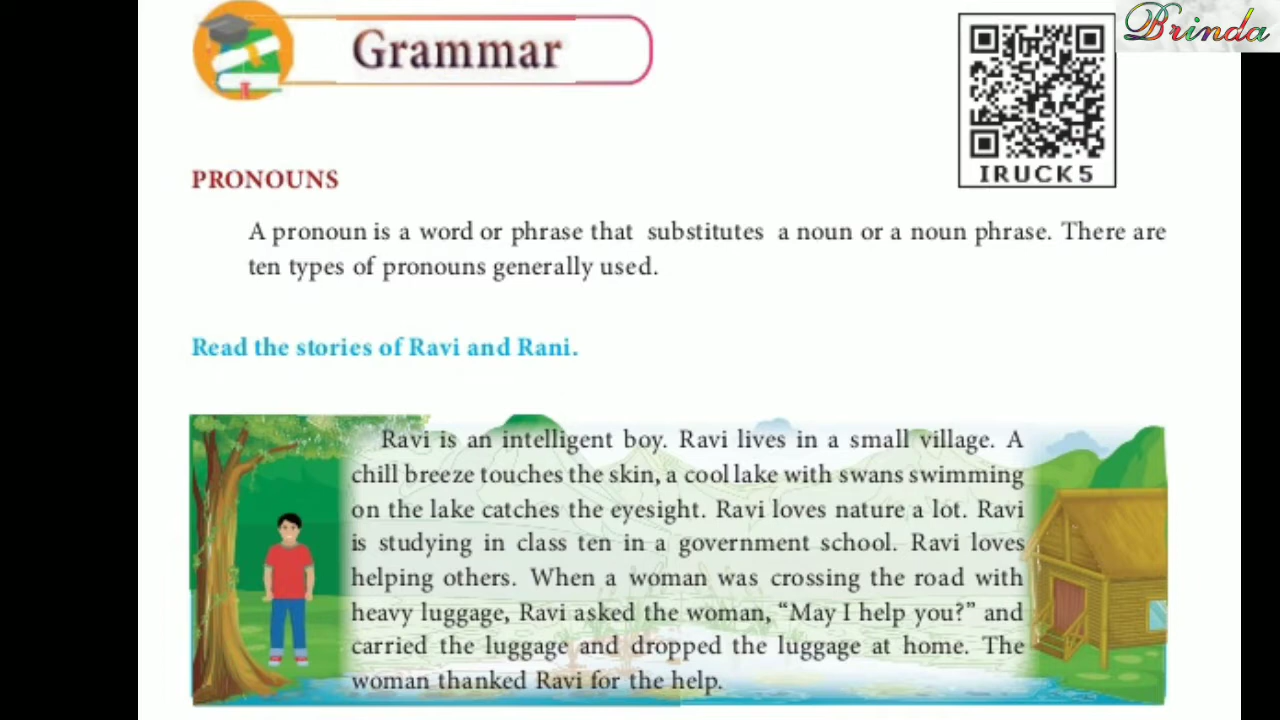 Grammar
Brinda
IRUCK5
PRONOUNS
A pronoun is a word or phrase that substitutes a noun or a noun phrase. There are
ten types of pronouns generally used.
Read the stories of Ravi and Rani.
Ravi is an intelligent boy. Ravi lives in a small village. A
chill breeze touches the skin, a cool lake with swans swimming
on the lake catches the eyesight. Ravi loves nature a lot. Ravi
is studying in class ten in a government school. Ravi loves
helping others. When a woman was crossing the road with
heavy luggage, Ravi asked the woman, “May I help you?” and
carried the luggage and dropped the luggage at home. The
woman thanked Ravi for the help.